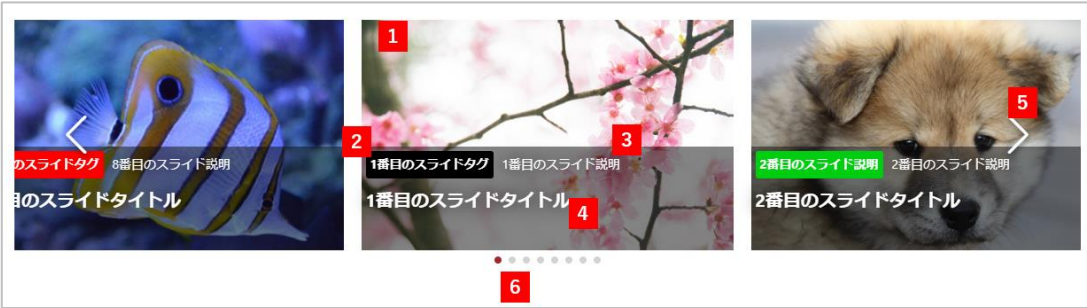 1
5
2
3
のスライドタグ 8番目のスライド説明
1番目のスライドタグ 1番目のスライド説明
2番目のスライド説明 2番目のスライド説明
目のスライドタイトル
1番目のスライドタイトル
4
2番目のスライドタイトル
6